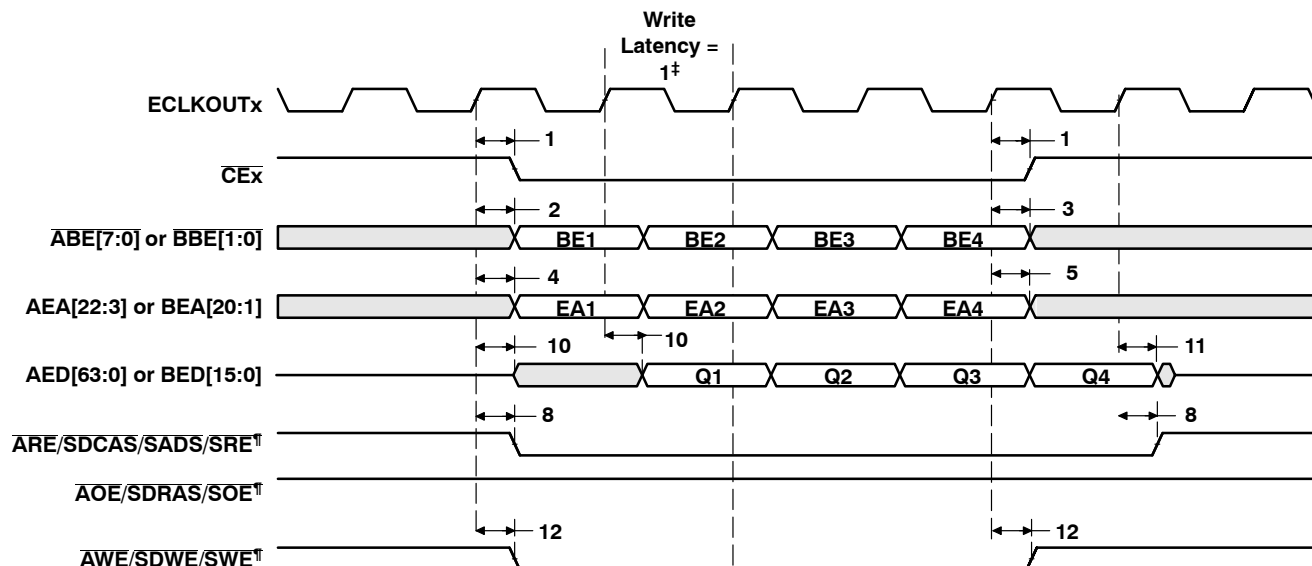 Write
Latency =
1‡
ECLKOUTx
1 1
CEx
2 3
ABE[7:0] or BBE[1:0] BE1 BE2 BE3 BE4
4 5
AEA[22:3] or BEA[20:1] EA1 EA2 EA3 EA4
10 10 11
AED[63:0] or BED[15:0] Q1 Q2 Q3 Q4
8 8
ARE/SDCAS/SADS/SRE¶
AOE/SDRAS/SOE¶
12 12
AWE/SDWE/SWE¶